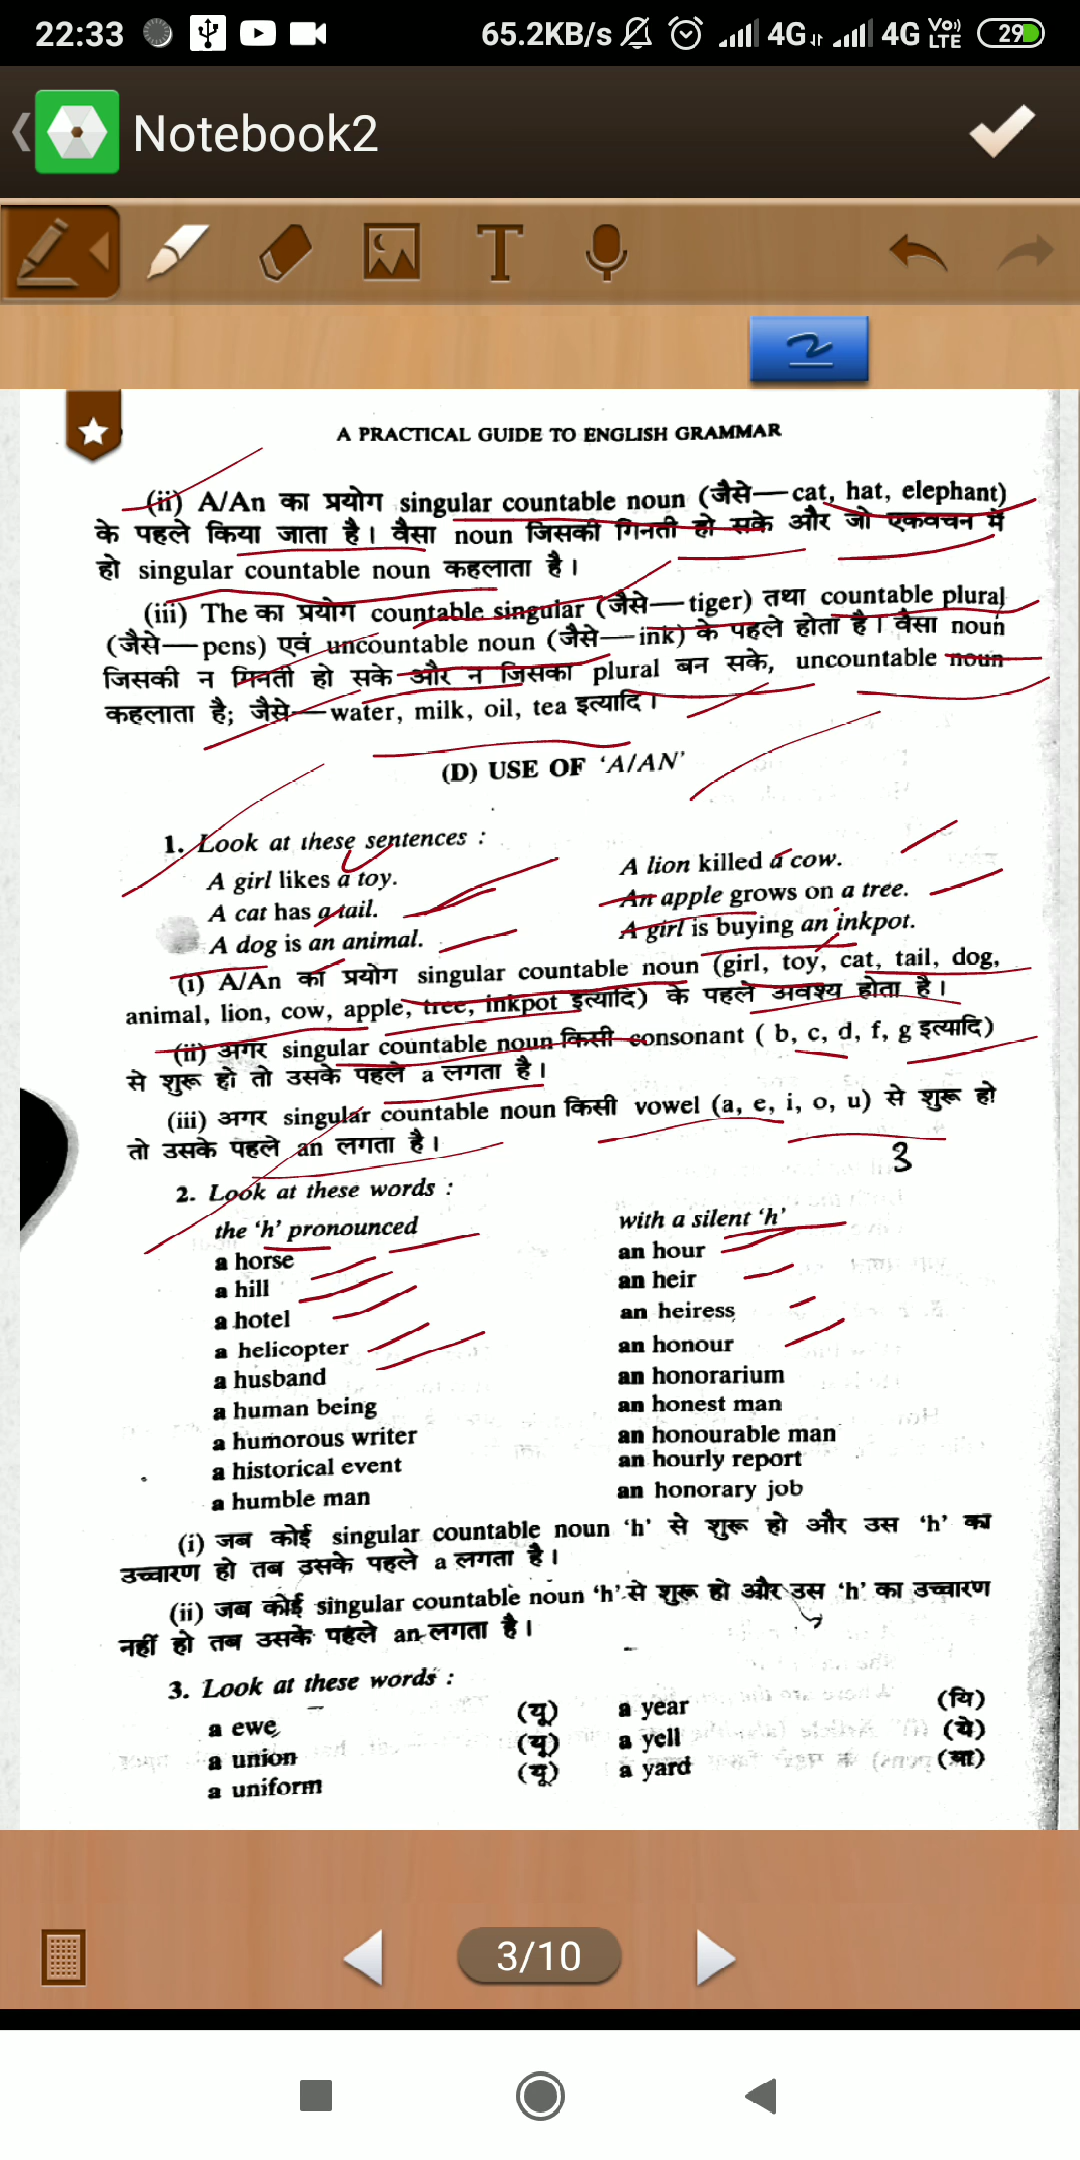 22:33 65.2KB/s 4G 4G VoLTE 29
Notebook2
T
2
A PRACTICAL GUIDE TO ENGLISH GRAMMAR
(ii) A/An का प्रयोग singular countable noun (जैसे—cat, hat, elephant)
के पहले किया जाता है। वैसा noun जिसकी गिनती हो सके और जो एकवचन में
हो singular countable noun कहलाता है।
(iii) The का प्रयोग countable singular (जैसे—tiger) तथा countable plural
(जैसे—pens) एवं uncountable noun (जैसे—ink) के पहले होता है। वैसा noun
जिसकी न गिनती हो सके और न जिसका plural बन सके, uncountable noun
कहलाता है; जैसे—water, milk, oil, tea इत्यादि।
(D) USE OF 'A/AN'
1. Look at these sentences :
A girl likes a toy. A lion killed a cow.
A cat has a tail. An apple grows on a tree.
A dog is an animal. A girl is buying an inkpot.
(i) A/An का प्रयोग singular countable noun (girl, toy, cat, tail, dog,
animal, lion, cow, apple, tree, inkpot इत्यादि) के पहले अवश्य होता है।
(ii) अगर singular countable noun किसी consonant ( b, c, d, f, g इत्यादि)
से शुरू हो तो उसके पहले a लगता है।
(iii) अगर singular countable noun किसी vowel (a, e, i, o, u) से शुरू हो
तो उसके पहले an लगता है।
3
2. Look at these words :
the 'h' pronounced with a silent 'h'
a horse an hour
a hill an heir
a hotel an heiress
a helicopter an honour
a husband an honorarium
a human being an honest man
a humorous writer an honourable man
a historical event an hourly report
a humble man an honorary job
(i) जब कोई singular countable noun 'h' से शुरू हो और उस 'h' का
उच्चारण हो तब उसके पहले a लगता है।
(ii) जब कोई singular countable noun 'h' से शुरू हो और उस 'h' का उच्चारण
नहीं हो तब उसके पहले an लगता है।
3. Look at these words :
a ewe (यू) a year (यि)
a union (यू) a yell (ये)
a uniform (यू) a yard (या)
3/10